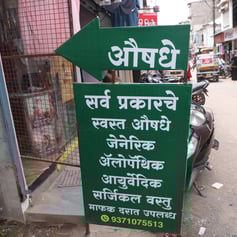 औषधे
सर्व प्रकारचे
स्वस्त औषधे
जेनेरिक
ॲलोपॅथिक
आयुर्वेदिक
सर्जिकल वस्तु
माफक दरात उपलब्ध
9371075513